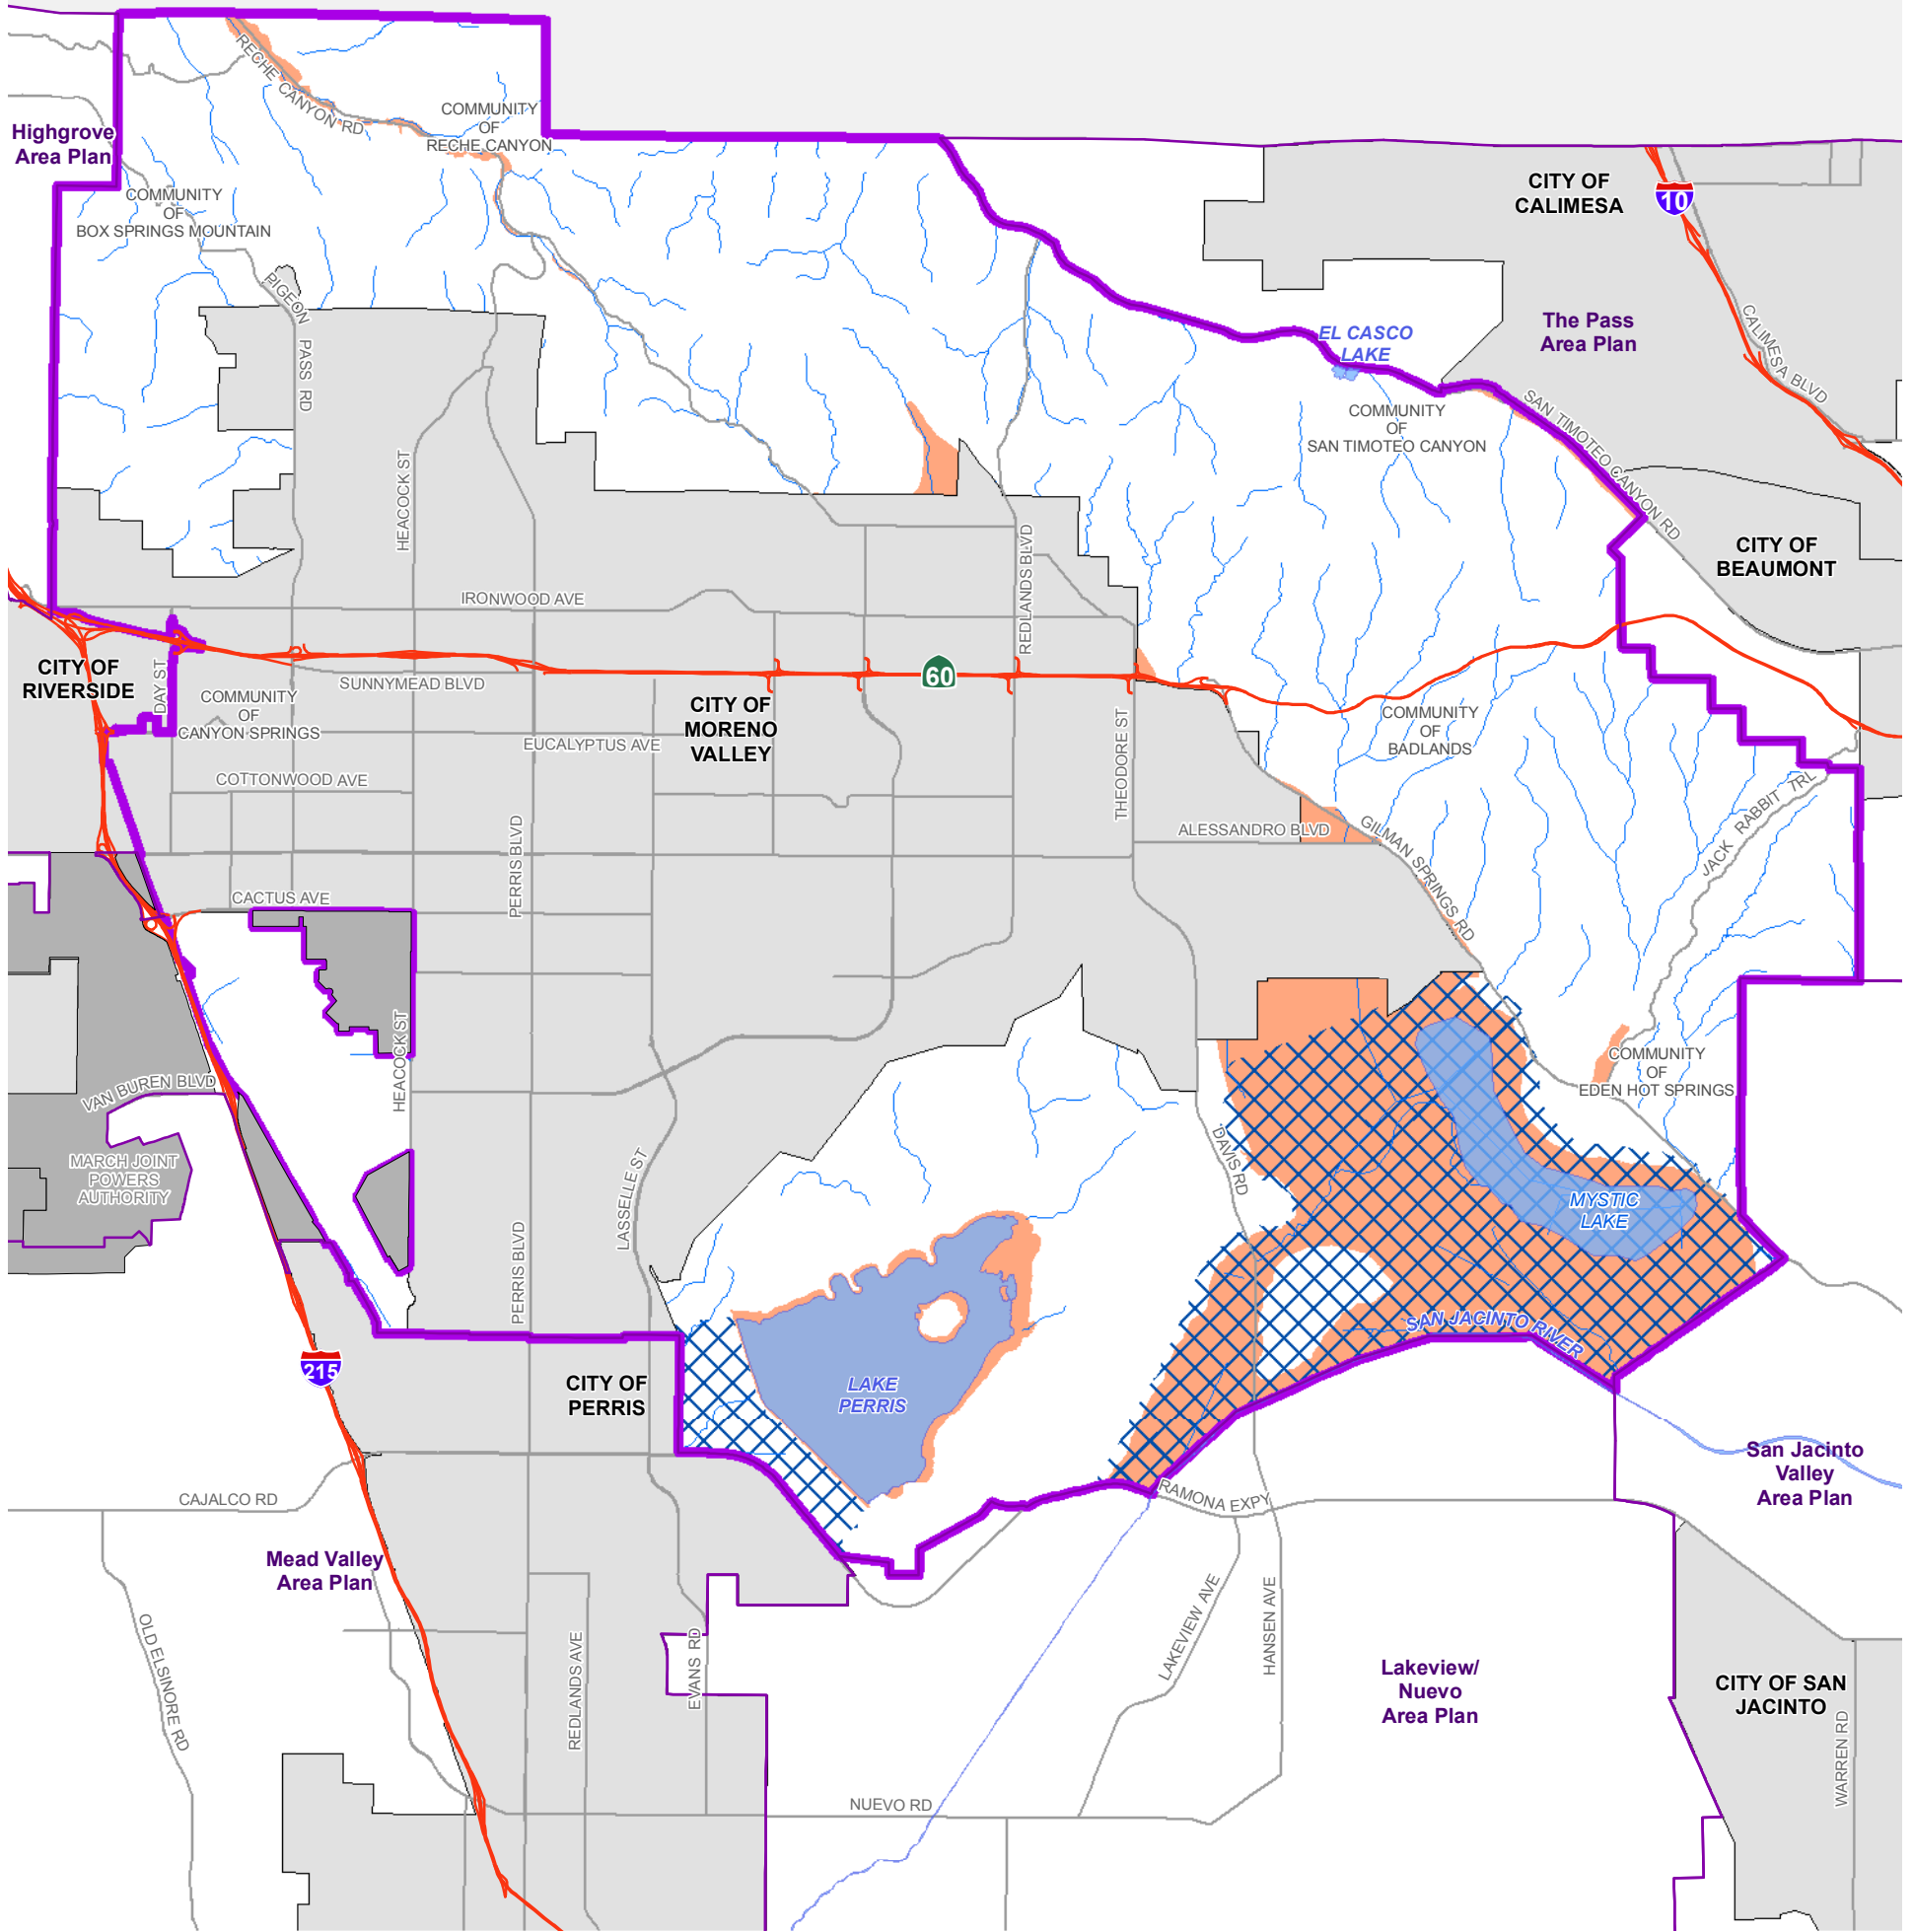 RECHE CANYON RD
COMMUNITY
OF
RECHE CANYON
Highgrove
Area Plan
COMMUNITY
OF
BOX SPRINGS MOUNTAIN
CITY OF
CALIMESA
10
PIGEON PASS RD
EL CASCO
LAKE
The Pass
Area Plan
CALIMESA BLVD
COMMUNITY
OF
SAN TIMOTEO CANYON
SAN TIMOTEO CANYON RD
HEACOCK ST
CITY OF
BEAUMONT
IRONWOOD AVE
REDLANDS BLVD
CITY OF
RIVERSIDE
DAY ST
SUNNYMEAD BLVD
60
COMMUNITY
OF
CANYON SPRINGS
CITY OF
MORENO
VALLEY
EUCALYPTUS AVE
COMMUNITY
OF
BADLANDS
THEODORE ST
COTTONWOOD AVE
JACK RABBIT TRL
PERRIS BLVD
ALESSANDRO BLVD
GILMAN SPRINGS RD
CACTUS AVE
HEACOCK ST
VAN BUREN BLVD
COMMUNITY
OF
EDEN HOT SPRINGS
MARCH JOINT
POWERS
AUTHORITY
DAVIS RD
LASSELLE ST
MYSTIC
LAKE
PERRIS BLVD
SAN JACINTO RIVER
215
CITY OF
PERRIS
LAKE
PERRIS
San Jacinto
Valley
Area Plan
CAJALCO RD
RAMONA EXPY
Mead Valley
Area Plan
OLD ELSINORE RD
REDLANDS AVE
EVANS RD
LAKEVIEW AVE
HANSEN AVE
Lakeview/
Nuevo
Area Plan
CITY OF SAN
JACINTO
WARREN RD
NUEVO RD